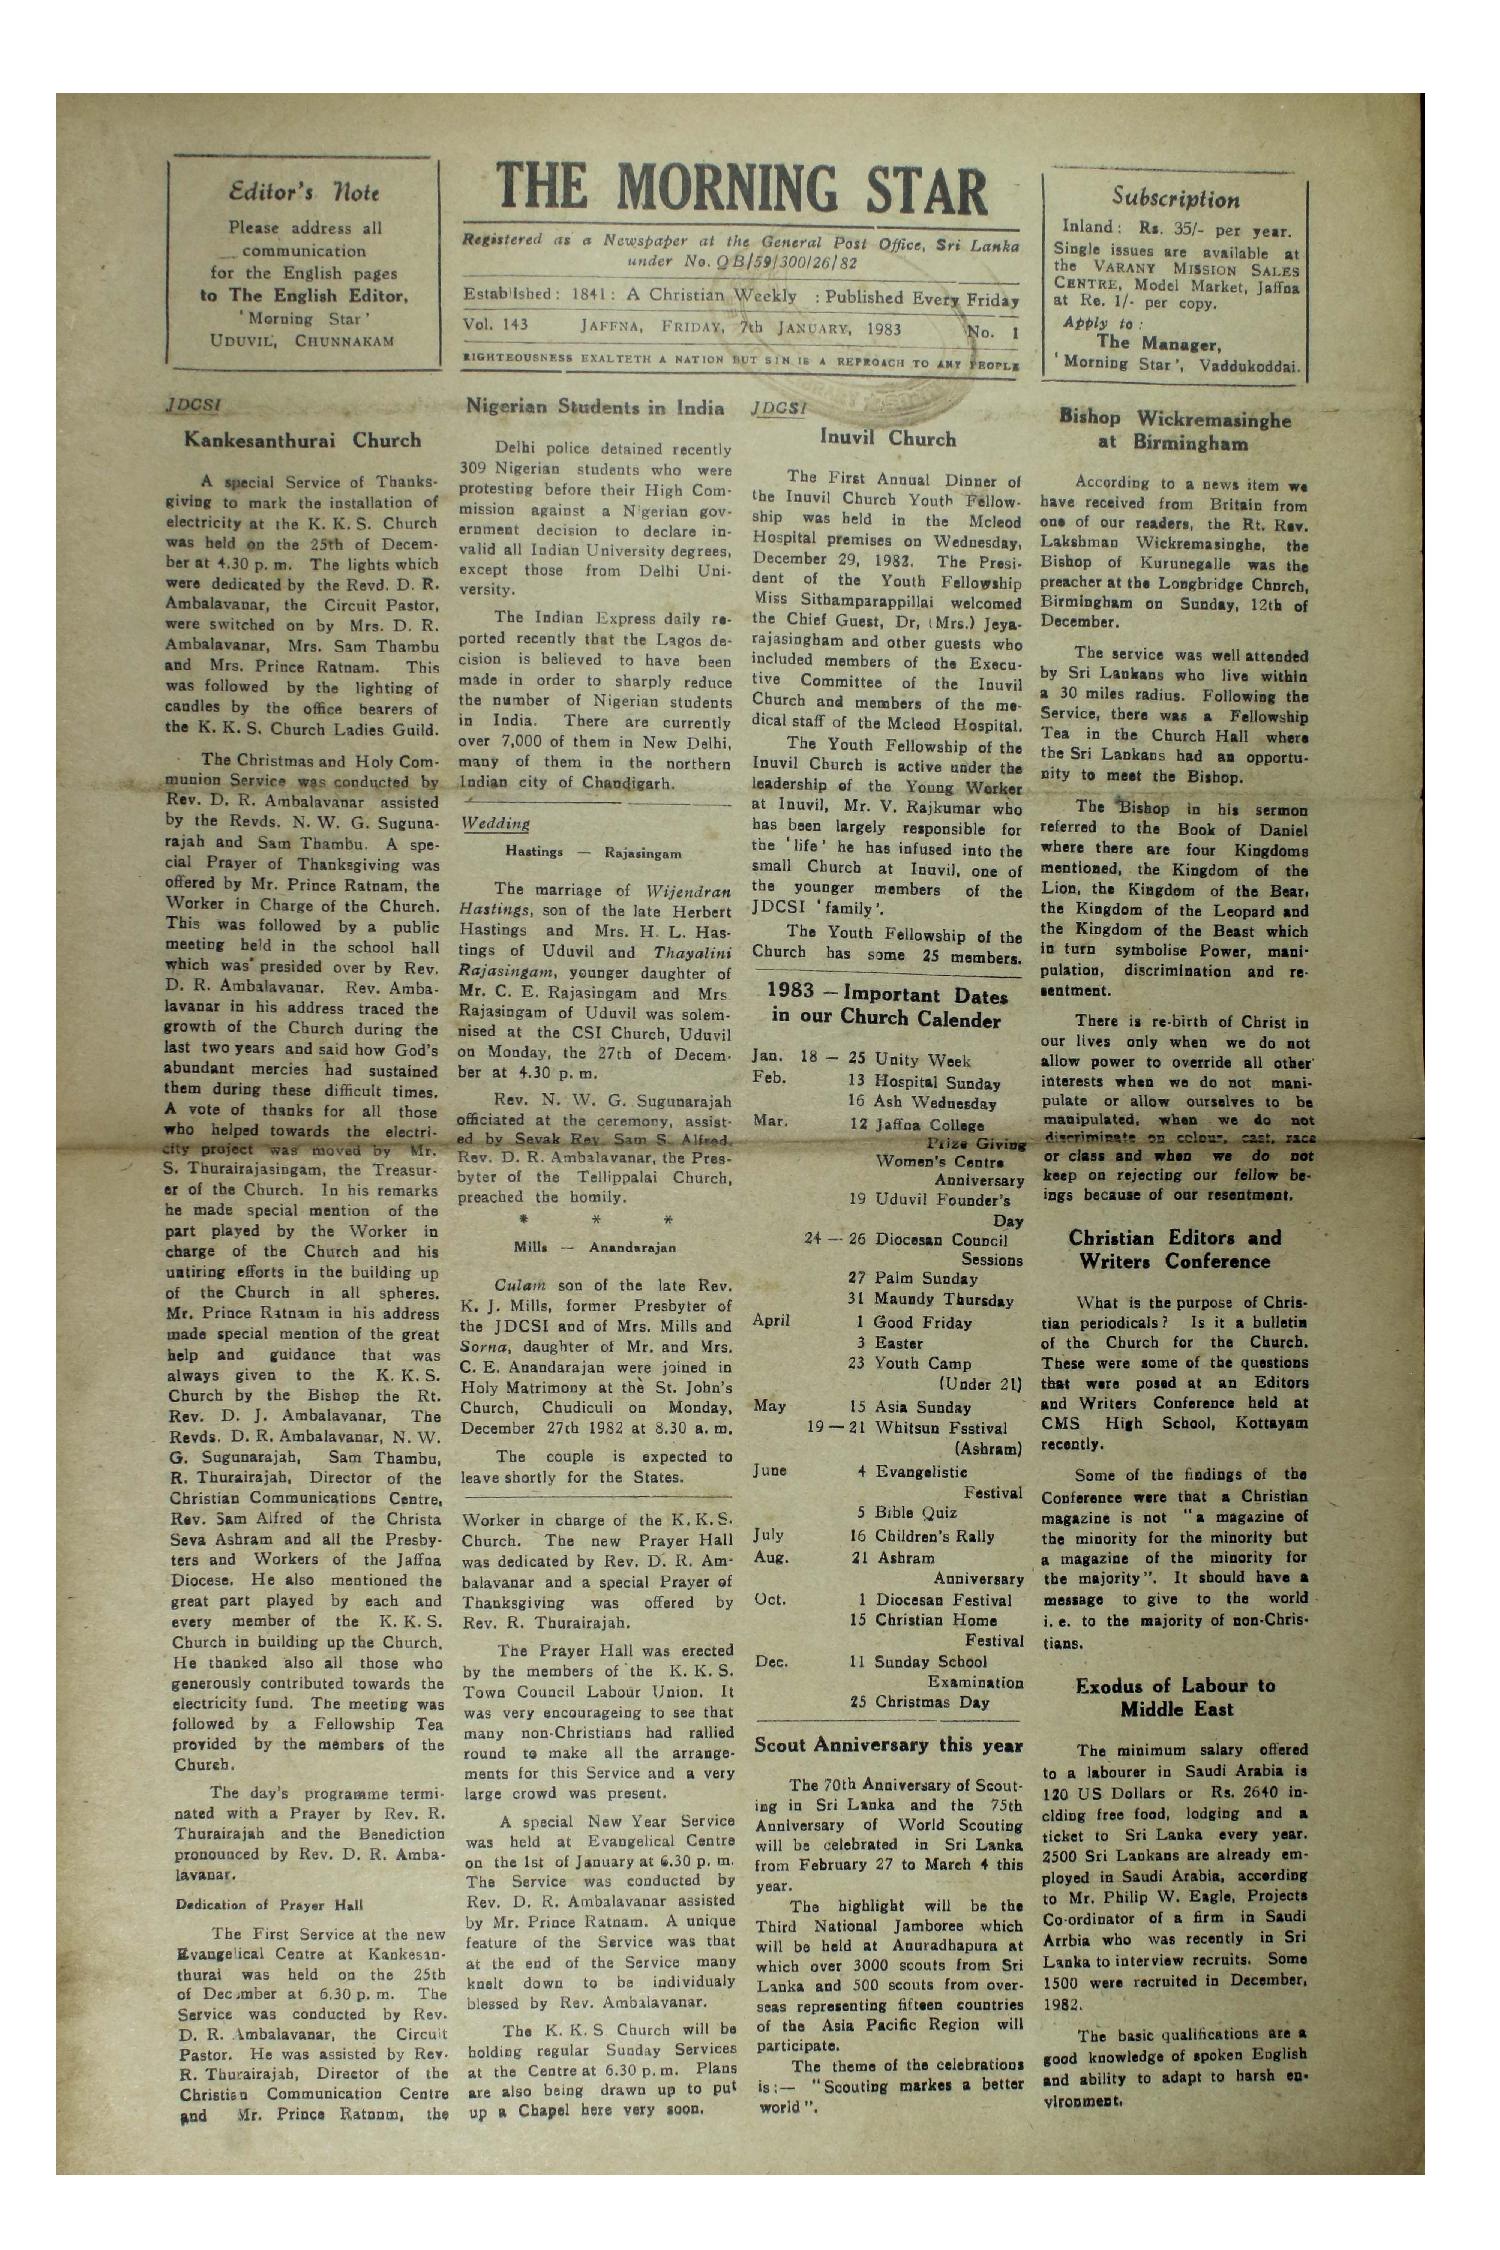 Editor's Note
Please address all
communication
for the English pages
to The English Editor,
'Morning Star'
UDUVIL, CHUNNAKAM
THE MORNING STAR
Registered as a Newspaper at the General Post Office, Sri Lanka
under No. QB/59/300/26/82
Established: 1841: A Christian Weekly : Published Every Friday
Vol. 143 JAFFNA, FRIDAY, 7th JANUARY, 1983 No. 1
RIGHTEOUSNESS EXALTETH A NATION BUT SIN IS A REPROACH TO ANY PEOPLE
Subscription
Inland: Rs. 35/- per year.
Single issues are available at
the VARANY MISSION SALES
CENTRE, Model Market, Jaffna
at Re. 1/- per copy.
Apply to:
The Manager,
'Morning Star', Vaddukoddai.
JDCSI
Kankesanthurai Church
A special Service of Thanks-
giving to mark the installation of
electricity at the K. K. S. Church
was held on the 25th of Decem-
ber at 4.30 p. m. The lights which
were dedicated by the Revd. D. R.
Ambalavanar, the Circuit Pastor,
were switched on by Mrs. D. R.
Ambalavanar, Mrs. Sam Thambu
and Mrs. Prince Ratnam. This
was followed by the lighting of
candles by the office bearers of
the K. K. S. Church Ladies Guild.
The Christmas and Holy Com-
munion Service was conducted by
Rev. D. R. Ambalavanar assisted
by the Revds. N. W. G. Suguna-
rajah and Sam Thambu. A spe-
cial Prayer of Thanksgiving was
offered by Mr. Prince Ratnam, the
Worker in Charge of the Church.
This was followed by a public
meeting held in the school hall
which was presided over by Rev.
D. R. Ambalavanar. Rev. Amba-
lavanar in his address traced the
growth of the Church during the
last two years and said how God's
abundant mercies had sustained
them during these difficult times.
A vote of thanks for all those
who helped towards the electri-
city project was moved by Mr.
S. Thurairajasingam, the Treasur-
er of the Church. In his remarks
he made special mention of the
part played by the Worker in
charge of the Church and his
untiring efforts in the building up
of the Church in all spheres.
Mr. Prince Ratnam in his address
made special mention of the great
help and guidance that was
always given to the K. K. S.
Church by the Bishop the Rt.
Rev. D. J. Ambalavanar, The
Revds. D. R. Ambalavanar, N. W.
G. Sugunarajah, Sam Thambu,
R. Thurairajah, Director of the
Christian Communications Centre,
Rev. Sam Alfred of the Christa
Seva Ashram and all the Presby-
ters and Workers of the Jaffna
Diocese. He also mentioned the
great part played by each and
every member of the K. K. S.
Church in building up the Church.
He thanked also all those who
generously contributed towards the
electricity fund. The meeting was
followed by a Fellowship Tea
provided by the members of the
Church.
The day's programme termi-
nated with a Prayer by Rev. R.
Thurairajah and the Benediction
pronounced by Rev. D. R. Amba-
lavanar.
Dedication of Prayer Hall
The First Service at the new
Evangelical Centre at Kankesan-
thurai was held on the 25th
of December at 6.30 p. m. The
Service was conducted by Rev.
D. R. Ambalavanar, the Circuit
Pastor. He was assisted by Rev.
R. Thurairajah, Director of the
Christian Communication Centre
and Mr. Prince Ratnam, the
Nigerian Students in India
Delhi police detained recently
309 Nigerian students who were
protesting before their High Com-
mission against a Nigerian gov-
ernment decision to declare in-
valid all Indian University degrees,
except those from Delhi Uni-
versity.
The Indian Express daily re-
ported recently that the Lagos de-
cision is believed to have been
made in order to sharply reduce
the number of Nigerian students
in India. There are currently
over 7,000 of them in New Delhi,
many of them in the northern
Indian city of Chandigarh.
Wedding
Hastings — Rajasingam
The marriage of Wijendran
Hastings, son of the late Herbert
Hastings and Mrs. H. L. Has-
tings of Uduvil and Thayalini
Rajasingam, younger daughter of
Mr. C. E. Rajasingam and Mrs
Rajasingam of Uduvil was solem-
nised at the CSI Church, Uduvil
on Monday, the 27th of Decem-
ber at 4.30 p. m.
Rev. N. W. G. Sugunarajah
officiated at the ceremony, assist-
ed by Sevak Rev. Sam S. Alfred.
Rev. D. R. Ambalavanar, the Pres-
byter of the Tellippalai Church,
preached the homily.
* * *
Mills — Anandarajan
Culam son of the late Rev.
K. J. Mills, former Presbyter of
the JDCSI and of Mrs. Mills and
Sorna, daughter of Mr. and Mrs.
C. E. Anandarajan were joined in
Holy Matrimony at the St. John's
Church, Chudiculi on Monday,
December 27th 1982 at 8.30 a. m.
The couple is expected to
leave shortly for the States.
Worker in charge of the K. K. S.
Church. The new Prayer Hall
was dedicated by Rev. D. R. Am-
balavanar and a special Prayer of
Thanksgiving was offered by
Rev. R. Thurairajah.
The Prayer Hall was erected
by the members of the K. K. S.
Town Council Labour Union. It
was very encourageing to see that
many non-Christians had rallied
round to make all the arrange-
ments for this Service and a very
large crowd was present.
A special New Year Service
was held at Evangelical Centre
on the 1st of January at 6.30 p. m.
The Service was conducted by
Rev. D. R. Ambalavanar assisted
by Mr. Prince Ratnam. A unique
feature of the Service was that
at the end of the Service many
knelt down to be individualy
blessed by Rev. Ambalavanar.
The K. K. S Church will be
holding regular Sunday Services
at the Centre at 6.30 p. m. Plans
are also being drawn up to put
up a Chapel here very soon.
JDCSI
Inuvil Church
The First Annual Dinner of
the Inuvil Church Youth Fellow-
ship was held in the Mcleod
Hospital premises on Wednesday,
December 29, 1982. The Presi-
dent of the Youth Fellowship
Miss Sithamparappillai welcomed
the Chief Guest, Dr, (Mrs.) Jeya-
rajasingham and other guests who
included members of the Execu-
tive Committee of the Inuvil
Church and members of the me-
dical staff of the Mcleod Hospital.
The Youth Fellowship of the
Inuvil Church is active under the
leadership of the Young Worker
at Inuvil, Mr. V. Rajkumar who
has been largely responsible for
the 'life' he has infused into the
small Church at Inuvil, one of
the younger members of the
JDCSI 'family'.
The Youth Fellowship of the
Church has some 25 members.
1983 — Important Dates
in our Church Calender
Jan. 18 — 25 Unity Week
Feb. 13 Hospital Sunday
16 Ash Wednesday
Mar. 12 Jaffna College
Prize Giving
Women's Centre
Anniversary
19 Uduvil Founder's
Day
24 — 26 Diocesan Council
Sessions
27 Palm Sunday
31 Maundy Thursday
April 1 Good Friday
3 Easter
23 Youth Camp
(Under 21)
May 15 Asia Sunday
19 — 21 Whitsun Fsstival
(Ashram)
June 4 Evangelistic
Festival
5 Bible Quiz
July 16 Children's Rally
Aug. 21 Ashram
Anniversary
Oct. 1 Diocesan Festival
15 Christian Home
Festival
Dec. 11 Sunday School
Examination
25 Christmas Day
Scout Anniversary this year
The 70th Anniversary of Scout-
ing in Sri Lanka and the 75th
Anniversary of World Scouting
will be celebrated in Sri Lanka
from February 27 to March 4 this
year.
The highlight will be the
Third National Jamboree which
will be held at Anuradhapura at
which over 3000 scouts from Sri
Lanka and 500 scouts from over-
seas representing fifteen countries
of the Asia Pacific Region will
participate.
The theme of the celebrations
is:— "Scouting markes a better
world".
Bishop Wickremasinghe
at Birmingham
According to a news item we
have received from Britain from
one of our readers, the Rt. Rev.
Lakshman Wickremasinghe, the
Bishop of Kurunegalle was the
preacher at the Longbridge Chnrch,
Birmingham on Sunday, 12th of
December.
The service was well attended
by Sri Lankans who live within
a 30 miles radius. Following the
Service, there was a Fellowship
Tea in the Church Hall where
the Sri Lankans had an opportu-
nity to meet the Bishop.
The Bishop in his sermon
referred to the Book of Daniel
where there are four Kingdoms
mentioned, the Kingdom of the
Lion, the Kingdom of the Bear,
the Kingdom of the Leopard and
the Kingdom of the Beast which
in turn symbolise Power, mani-
pulation, discrimination and re-
sentment.
There is re-birth of Christ in
our lives only when we do not
allow power to override all other
interests when we do not mani-
pulate or allow ourselves to be
manipulated, when we do not
discriminate on colour, cast, race
or class and when we do not
keep on rejecting our fellow be-
ings because of our resentment.
Christian Editors and
Writers Conference
What is the purpose of Chris-
tian periodicals? Is it a bulletin
of the Church for the Church.
These were some of the questions
that were posed at an Editors
and Writers Conference held at
CMS High School, Kottayam
recently.
Some of the findings of the
Conference were that a Christian
magazine is not "a magazine of
the minority for the minority but
a magazine of the minority for
the majority". It should have a
message to give to the world
i. e. to the majority of non-Chris-
tians.
Exodus of Labour to
Middle East
The minimum salary offered
to a labourer in Saudi Arabia is
120 US Dollars or Rs. 2640 in-
clding free food, lodging and a
ticket to Sri Lanka every year.
2500 Sri Lankans are already em-
ployed in Saudi Arabia, according
to Mr. Philip W. Eagle, Projects
Co-ordinator of a firm in Saudi
Arrbia who was recently in Sri
Lanka to interview recruits. Some
1500 were recruited in December,
1982.
The basic qualifications are a
good knowledge of spoken English
and ability to adapt to harsh en-
vironment.